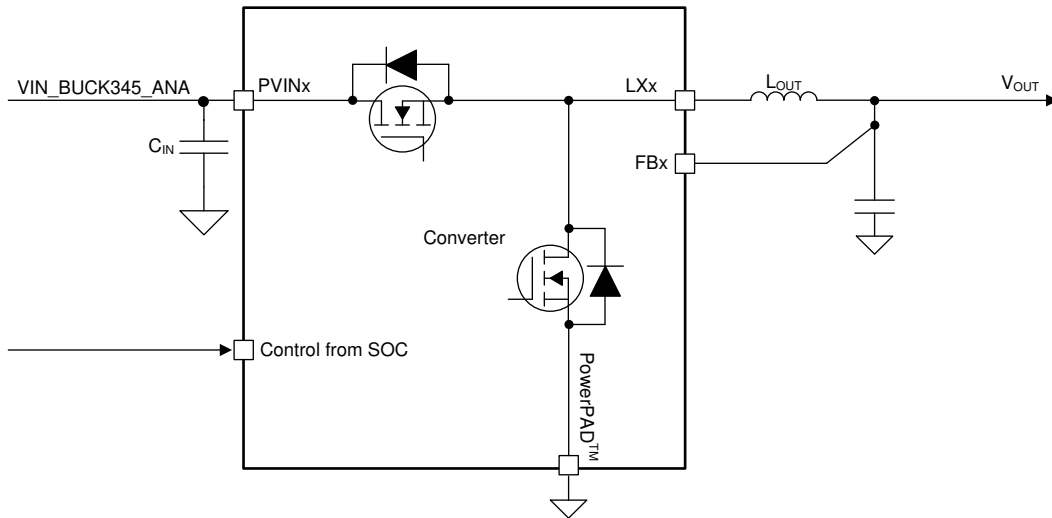 VIN_BUCK345_ANA
PVINx
LXx
LOUT
VOUT
CIN
FBx
Converter
Control from SOC
PowerPAD™